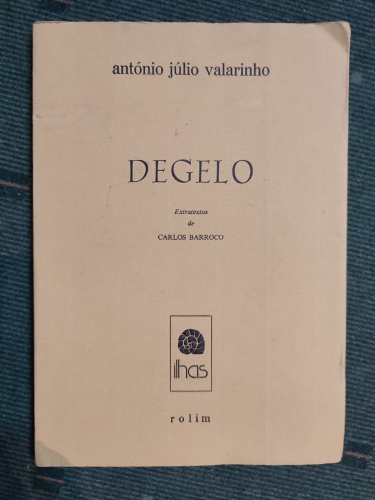 antónio júlio valarinho
DEGELO
Extratextos
de
CARLOS BARROCO
ilhas
rolim